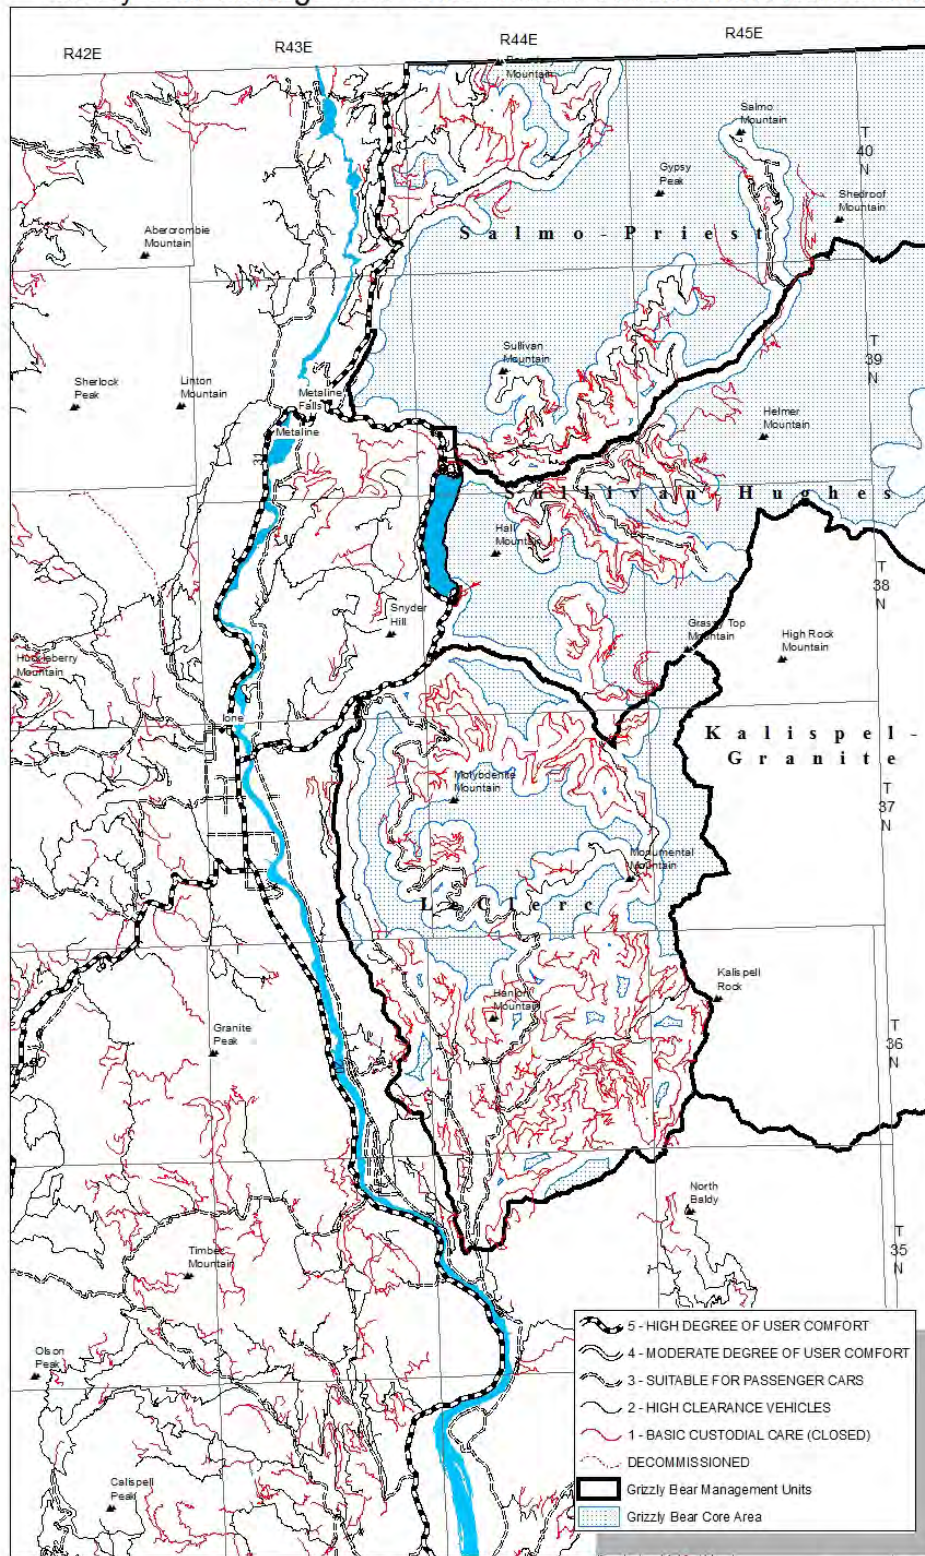 R42E
R43E
R44E
R45E
Mountain
Salmo
Mountain
T
40
N
Gypsy
Peak
Shedroof
Mountain
Abercrombie
Mountain
Salmo-Priest
Sullivan
Mountain
T
39
N
Sherlock
Peak
Linton
Mountain
Metaline
Falls
Metaline
Helmer
Mountain
31
Sullivan-Hughes
Hall
Mountain
T
38
N
Snyder
Hill
Grassy Top
Mountain
High Rock
Mountain
Huckleberry
Mountain
Ione
Kalispel-
Granite
Molybdenite
Mountain
T
37
N
Monumental
Mountain
LeClerc
Kalispell
Rock
Hanlon
Mountain
Granite
Peak
T
36
N
20
North
Baldy
T
35
N
Timber
Mountain
Olson
Peak
Calispell
Peak
5 - HIGH DEGREE OF USER COMFORT
4 - MODERATE DEGREE OF USER COMFORT
3 - SUITABLE FOR PASSENGER CARS
2 - HIGH CLEARANCE VEHICLES
1 - BASIC CUSTODIAL CARE (CLOSED)
DECOMMISSIONED
Grizzly Bear Management Units
Grizzly Bear Core Area